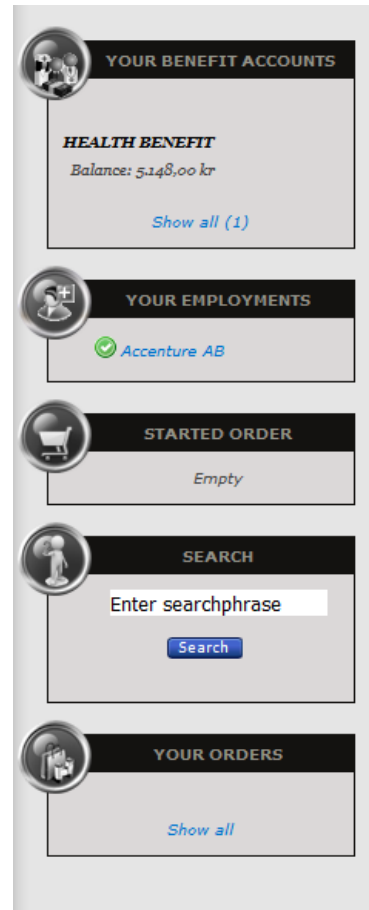 YOUR BENEFIT ACCOUNTS
HEALTH BENEFIT
Balance: 5.148,00 kr
Show all (1)
YOUR EMPLOYMENTS
Accenture AB
STARTED ORDER
Empty
SEARCH
Enter searchphrase
Search
YOUR ORDERS
Show all